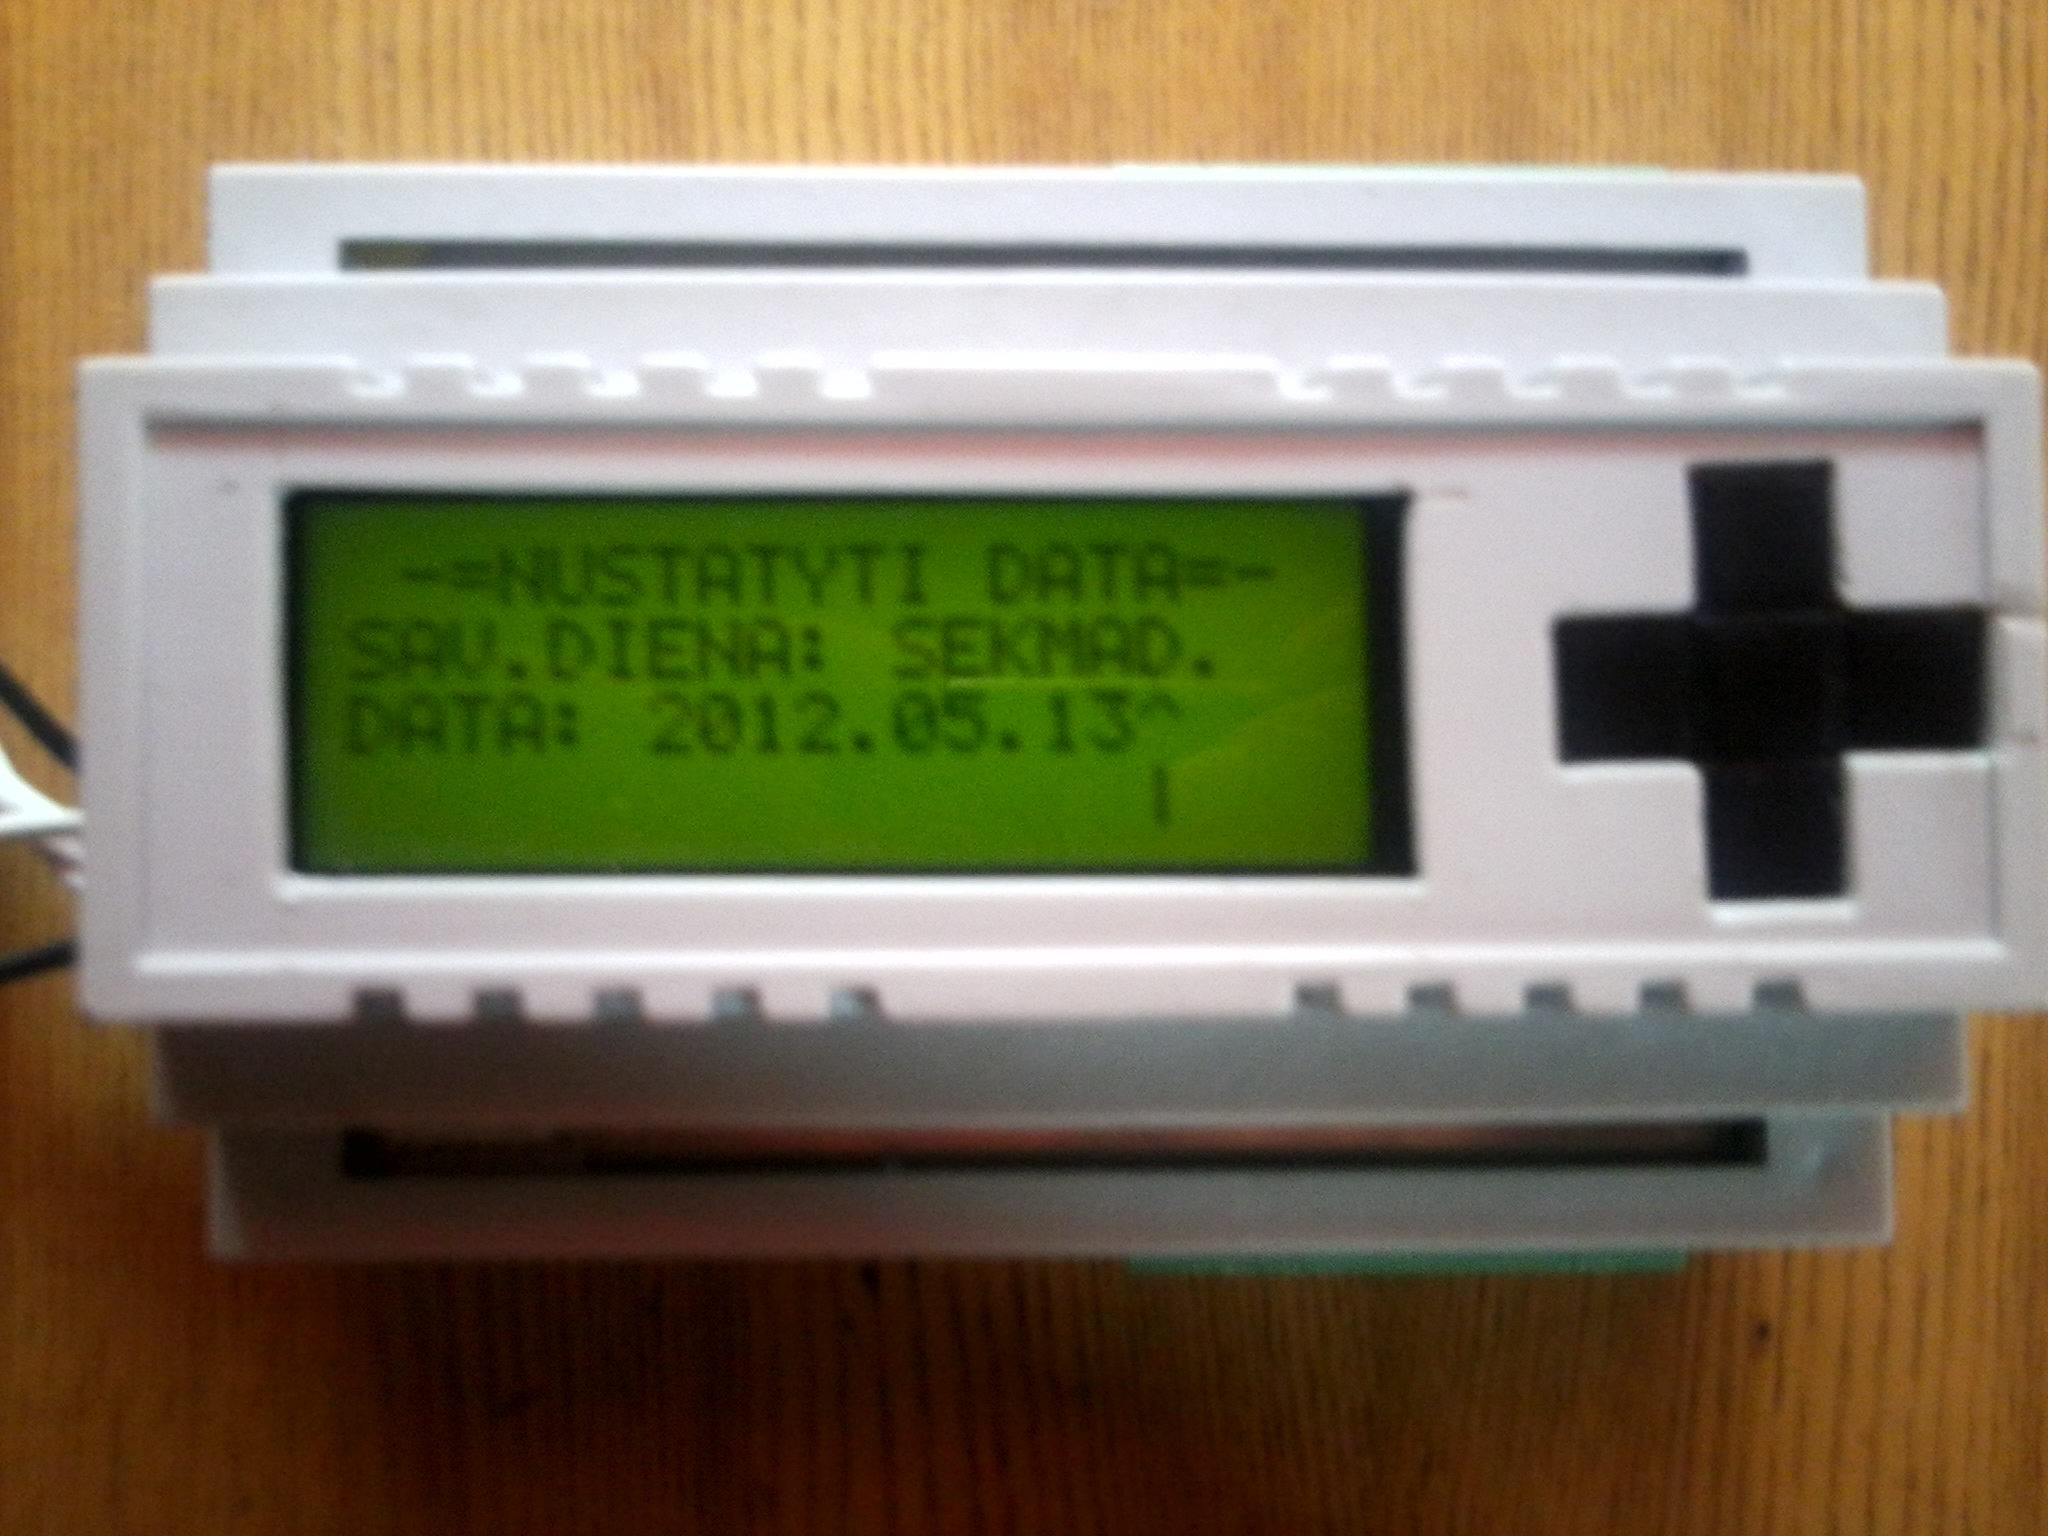 -=NUSTATYTI DATA=-
SAV.DIENA: SEKMAD.
DATA: 2012.05.13^
|